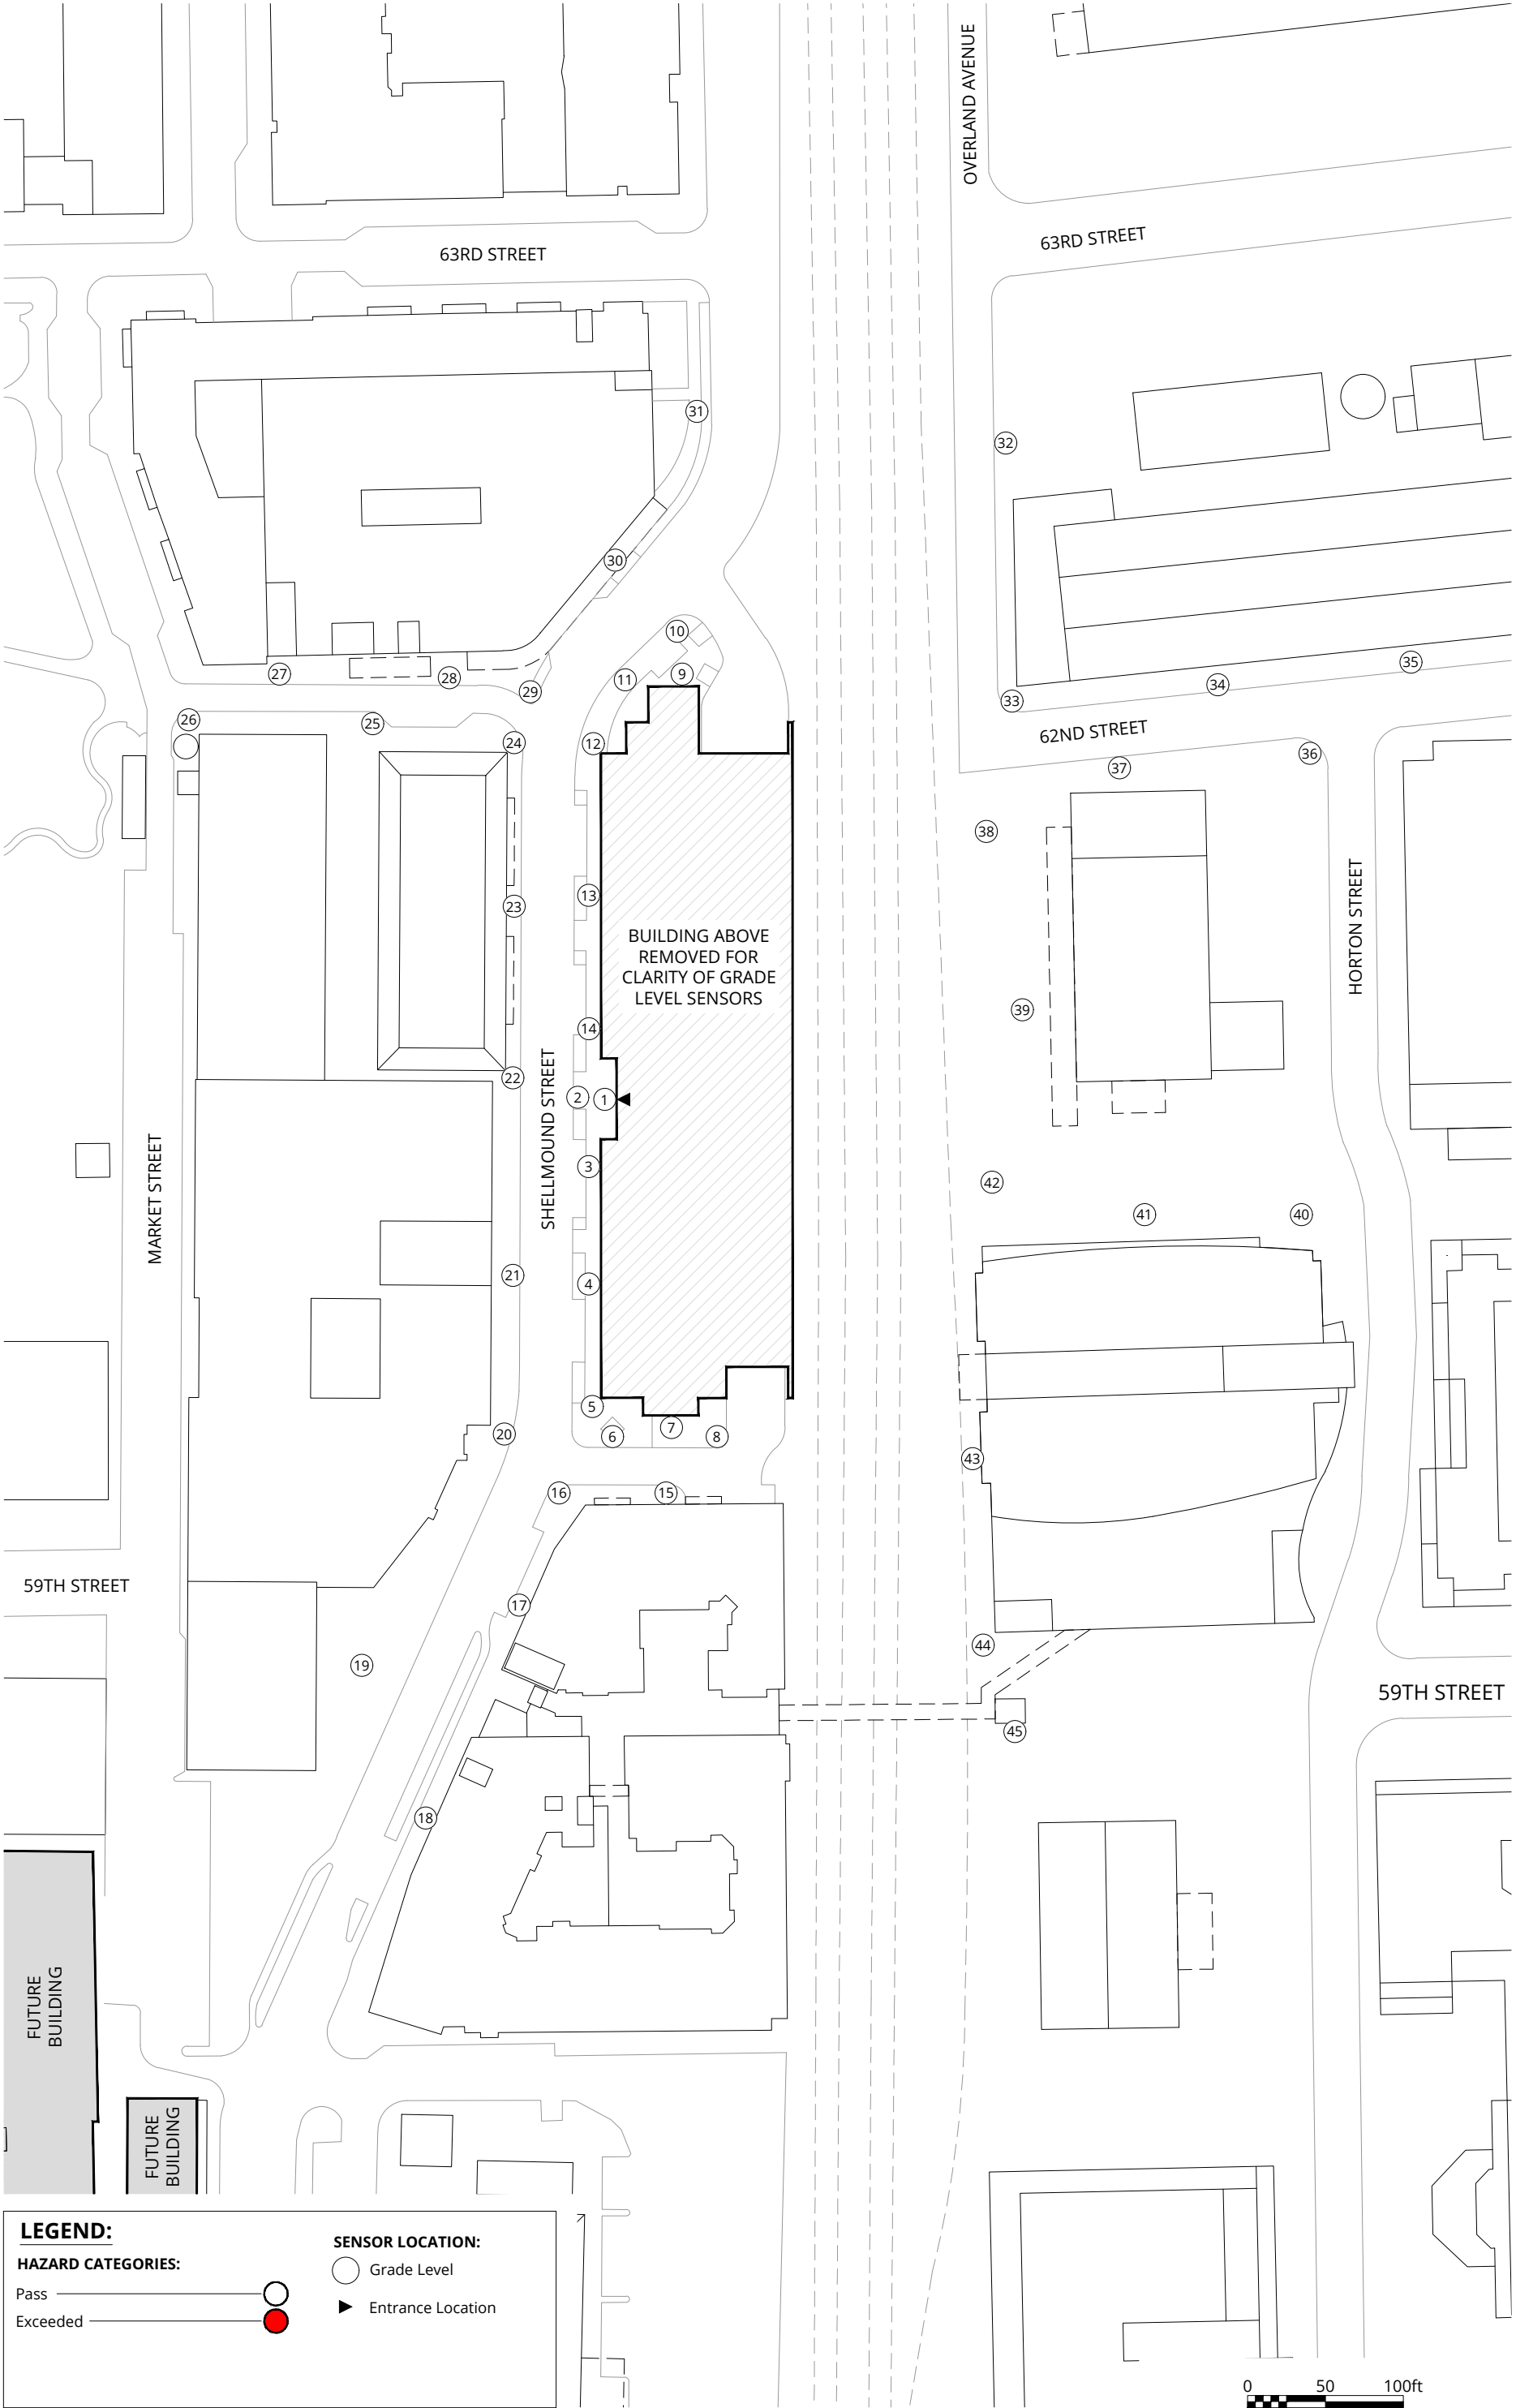 OVERLAND AVENUE
63RD STREET
63RD STREET
31
32
30
10
35
11
9
27
28
34
29
33
26
25
62ND STREET
24
12
36
37
38
13
23
BUILDING ABOVE
REMOVED FOR
CLARITY OF GRADE
LEVEL SENSORS
HORTON STREET
39
14
22
2
1
SHELLMOUND STREET
MARKET STREET
3
42
41
40
21
4
5
7
6
8
20
43
16
15
59TH STREET
17
44
19
59TH STREET
45
18
FUTURE
BUILDING
FUTURE
BUILDING
LEGEND:
HAZARD CATEGORIES:
Pass
Exceeded
SENSOR LOCATION:
Grade Level
Entrance Location
0 50 100ft